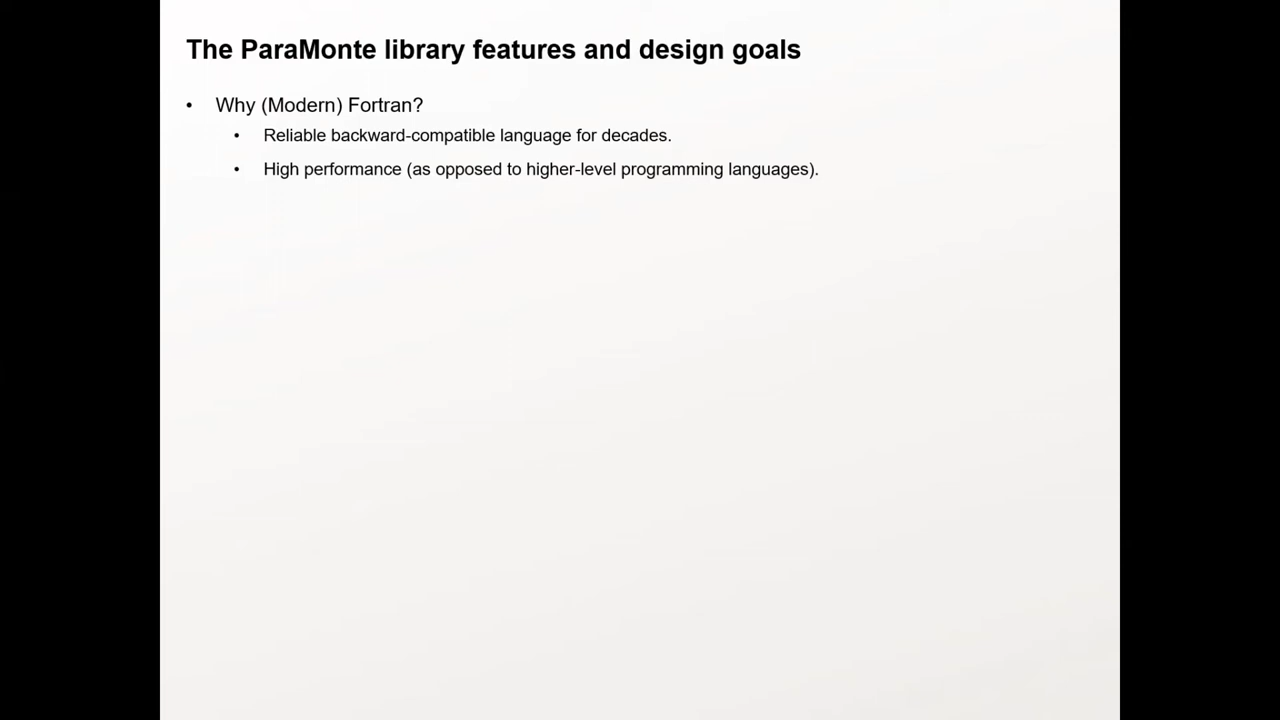 The ParaMonte library features and design goals
• Why (Modern) Fortran?
• Reliable backward-compatible language for decades.
• High performance (as opposed to higher-level programming languages).